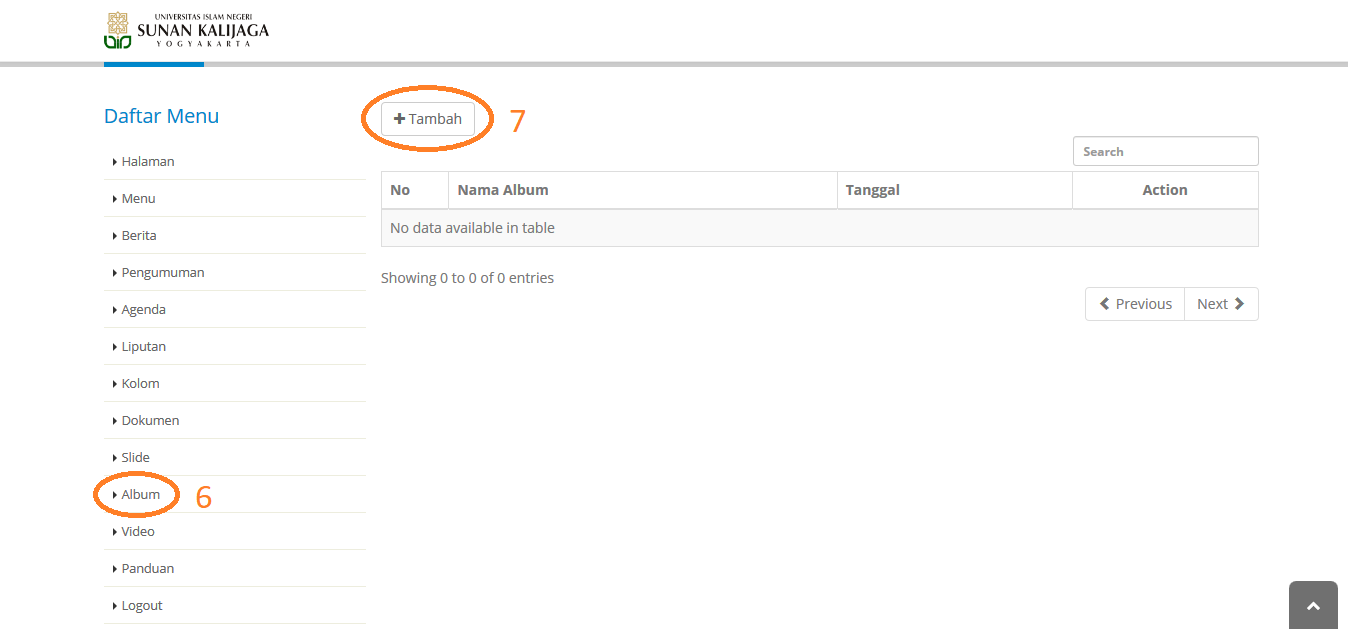 UNIVERSITAS ISLAM NEGERI
SUNAN KALIJAGA
YOGYAKARTA
Daftar Menu
Halaman
Menu
Berita
Pengumuman
Agenda
Liputan
Kolom
Dokumen
Slide
Album 6
Video
Panduan
Logout
Tambah 7
Search
No Nama Album Tanggal Action
No data available in table
Showing 0 to 0 of 0 entries
Previous Next